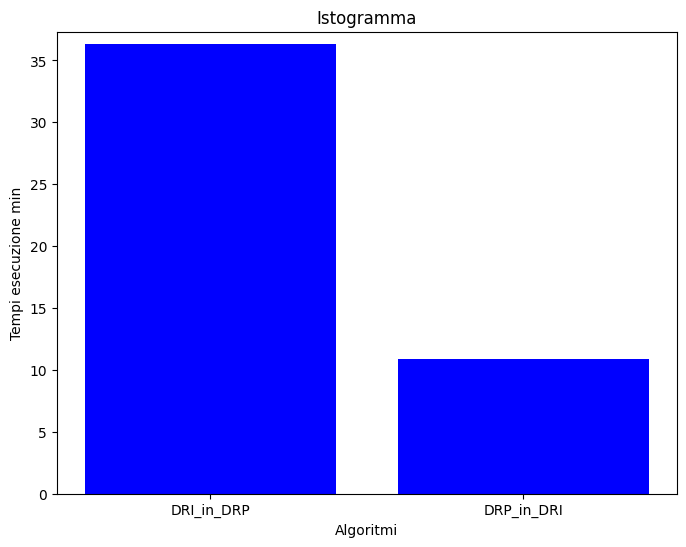 Istogramma
Tempi esecuzione min
35
30
25
20
15
10
5
0
DRI_in_DRP
DRP_in_DRI
Algoritmi